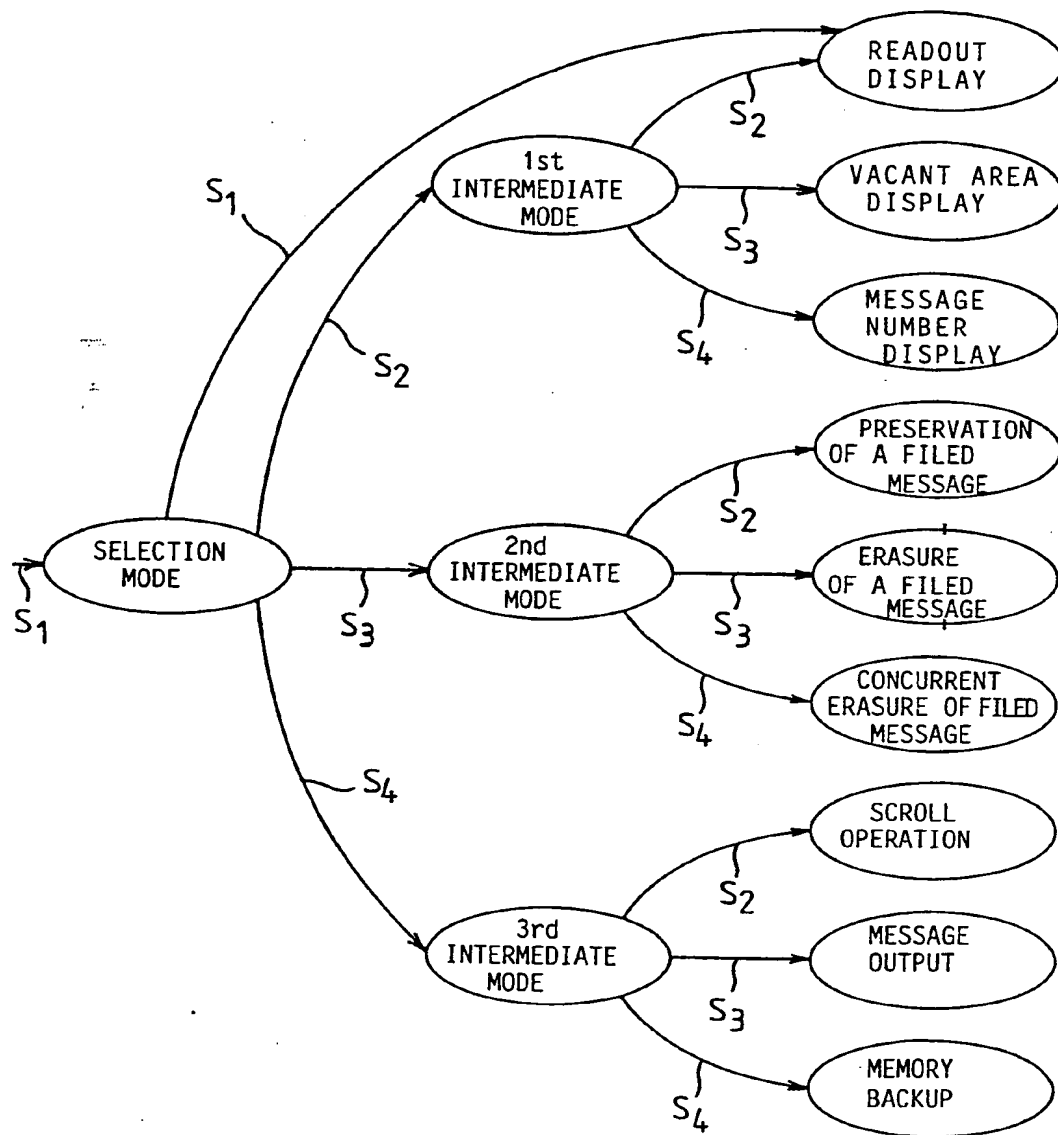 READOUT
DISPLAY
S2
1st
INTERMEDIATE
MODE
VACANT AREA
DISPLAY
S1
S3
MESSAGE
NUMBER
DISPLAY
S4
S2
PRESERVATION
OF A FILED
MESSAGE
S2
SELECTION
MODE
2nd
INTERMEDIATE
MODE
ERASURE
OF A FILED
MESSAGE
S1
S3
S3
CONCURRENT
ERASURE OF FILED
MESSAGE
S4
S4
SCROLL
OPERATION
S2
3rd
INTERMEDIATE
MODE
MESSAGE
OUTPUT
S3
MEMORY
BACKUP
S4